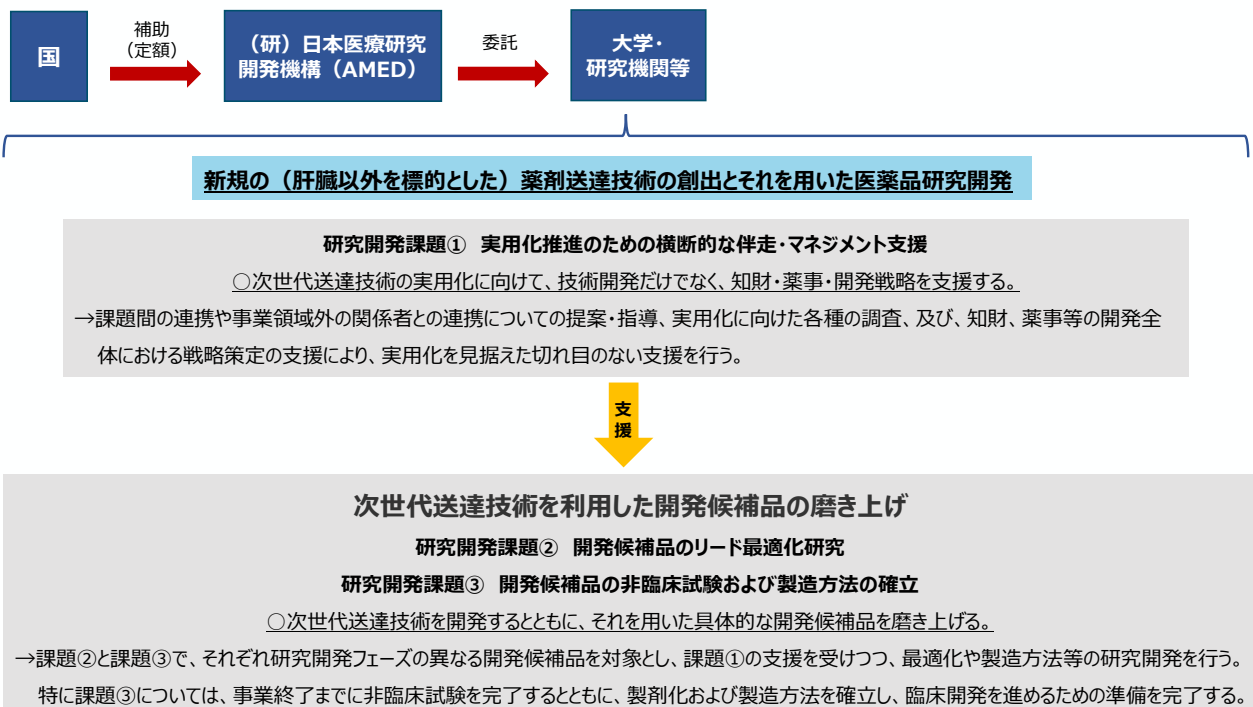 国
補助
（定額）
（研）日本医療研究
開発機構（AMED）
委託
大学・
研究機関等
新規の（肝臓以外を標的とした）薬剤送達技術の創出とそれを用いた医薬品研究開発
研究開発課題①　実用化推進のための横断的な伴走・マネジメント支援
○次世代送達技術の実用化に向けて、技術開発だけでなく、知財・薬事・開発戦略を支援する。
→課題間の連携や事業領域外の関係者との連携についての提案・指導、実用化に向けた各種の調査、及び、知財、薬事等の開発全
体における戦略策定の支援により、実用化を見据えた切れ目のない支援を行う。
支
援
次世代送達技術を利用した開発候補品の磨き上げ
研究開発課題②　開発候補品のリード最適化研究
研究開発課題③　開発候補品の非臨床試験および製造方法の確立
○次世代送達技術を開発するとともに、それを用いた具体的な開発候補品を磨き上げる。
→課題②と課題③で、それぞれ研究開発フェーズの異なる開発候補品を対象とし、課題①の支援を受けつつ、最適化や製造方法等の研究開発を行う。
特に課題③については、事業終了までに非臨床試験を完了するとともに、製剤化および製造方法を確立し、臨床開発を進めるための準備を完了する。